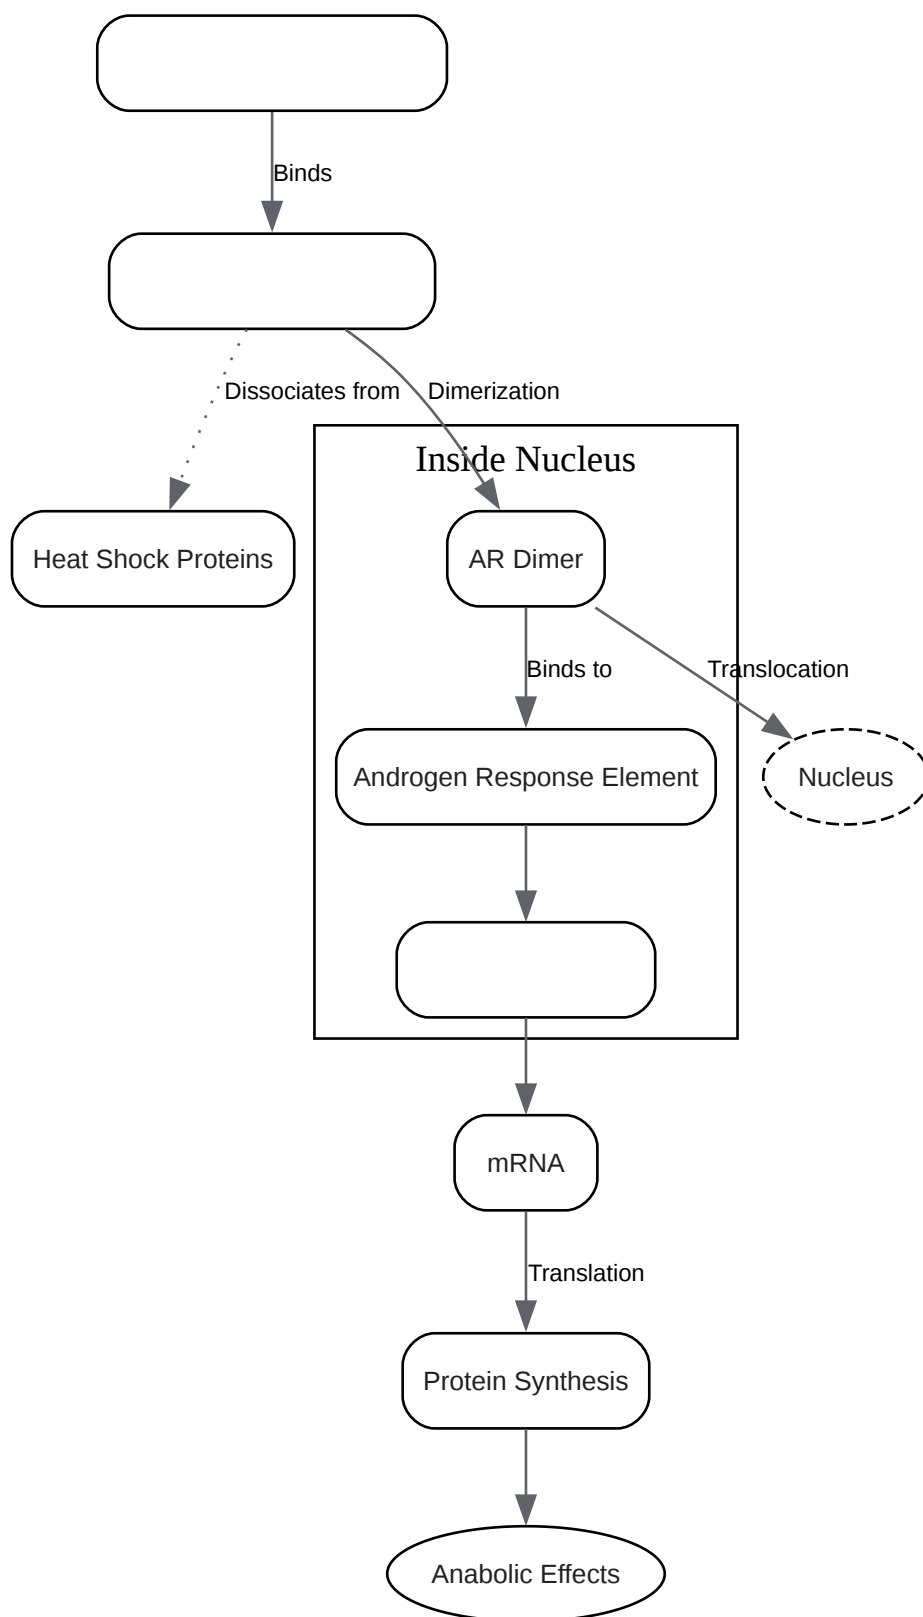 Binds
Dissociates from
Dimerization
Inside Nucleus
Heat Shock Proteins
AR Dimer
Binds to
Translocation
Androgen Response Element
Nucleus
mRNA
Translation
Protein Synthesis
Anabolic Effects